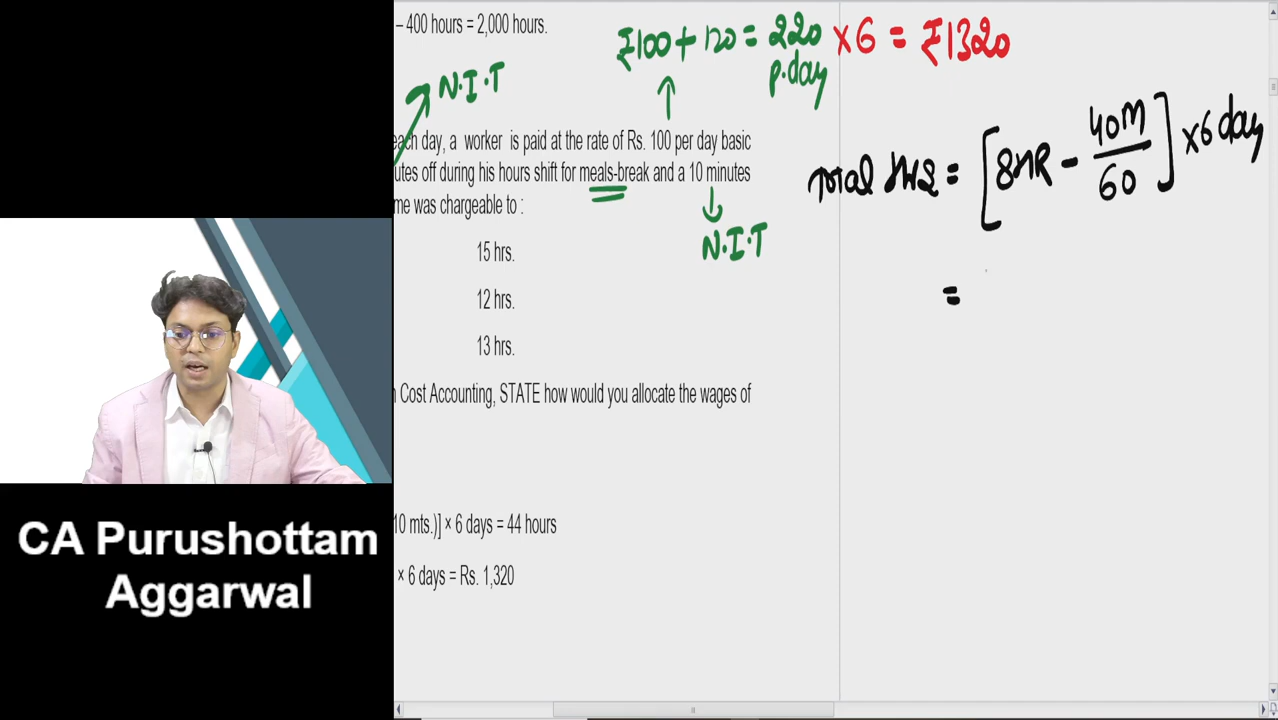 – 400 hours = 2,000 hours.
₹100 + 120 = 220 × 6 = ₹1320
p.day
N.I.T
each day, a worker is paid at the rate of Rs. 100 per day basic
utes off during his hours shift for meals-break and a 10 minutes
ome was chargeable to :
N.I.T
15 hrs.
12 hrs.
13 hrs.
Cost Accounting, STATE how would you allocate the wages of
10 mts.)] × 6 days = 44 hours
× 6 days = Rs. 1,320
= [8HR - 40M/60] × 6 day
=
CA Purushottam
Aggarwal